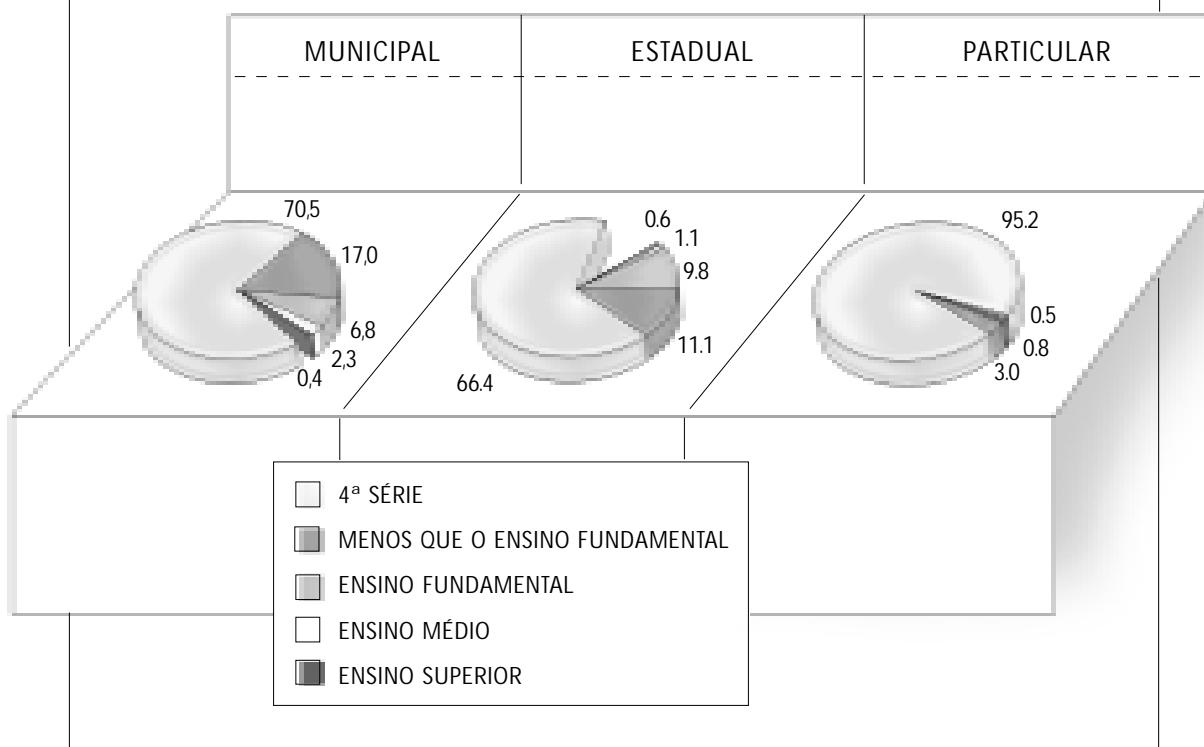 MUNICIPAL ESTADUAL PARTICULAR
70,5
17,0
6,8
2,3
0,4
0.6
1.1
9.8
11.1
66.4
95.2
0.5
0.8
3.0
4ª SÉRIE
MENOS QUE O ENSINO FUNDAMENTAL
ENSINO FUNDAMENTAL
ENSINO MÉDIO
ENSINO SUPERIOR